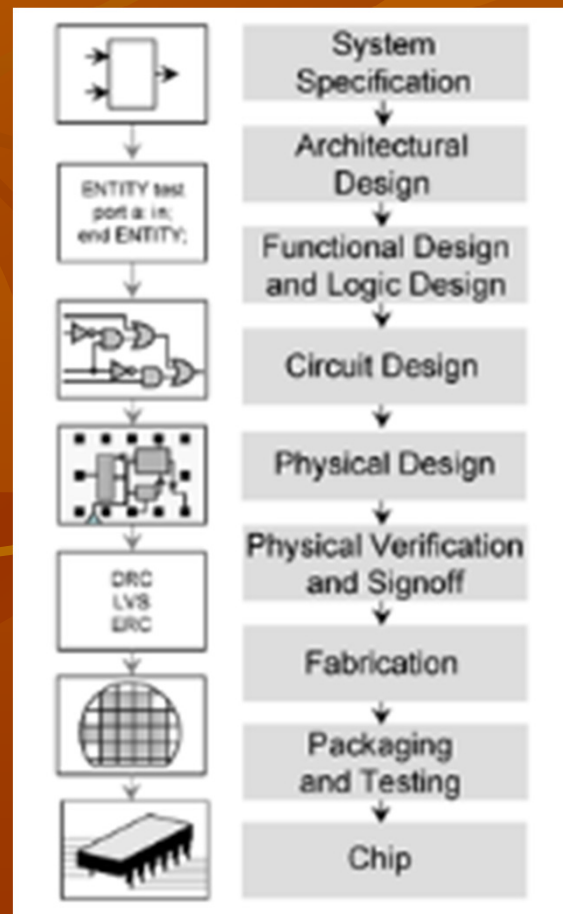 System
Specification
Architectural
Design
ENTITY test
port a: in;
end ENTITY;
Functional Design
and Logic Design
Circuit Design
Physical Design
Physical Verification
and Signoff
DRC
LVS
ERC
Fabrication
Packaging
and Testing
Chip